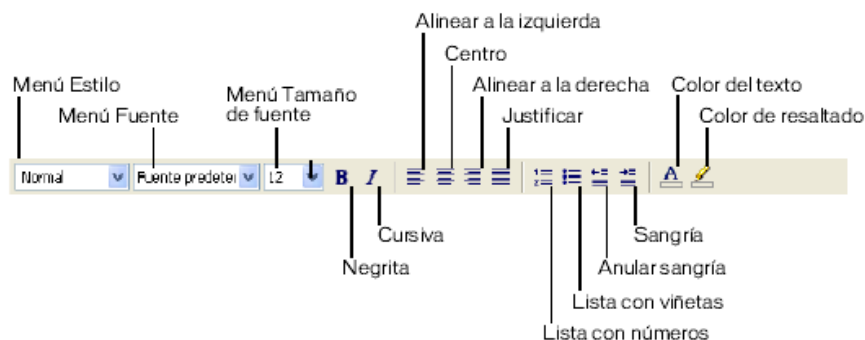 Alinear a la izquierda
Centro
Menú Estilo
Menú Fuente
Menú Tamaño
de fuente
Alinear a la derecha
Justificar
Color del texto
Color de resaltado
Normal
Fuente predeter
12
B
I
A
Cursiva
Negrita
Sangría
Anular sangría
Lista con viñetas
Lista con números